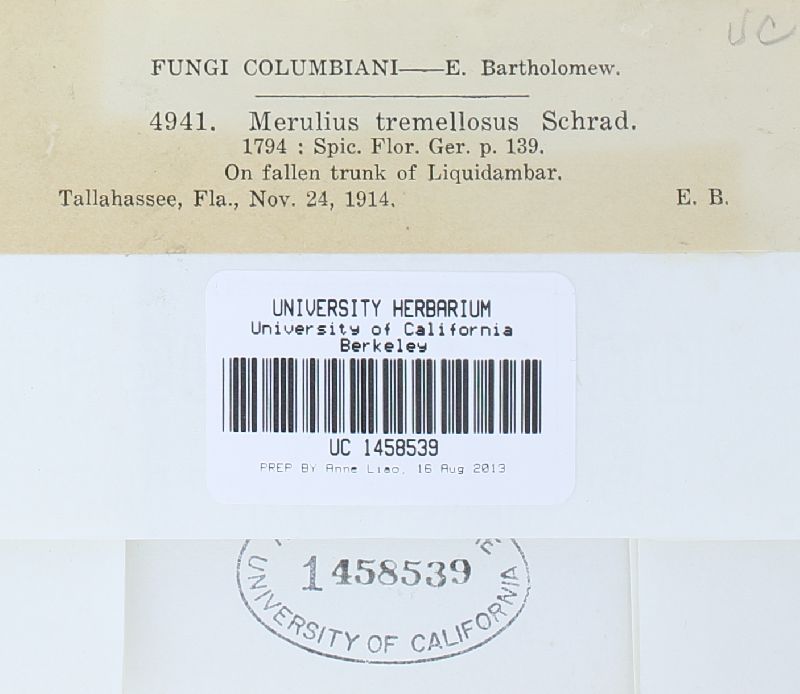 UC
FUNGI COLUMBIANI——E. Bartholomew.
4941. Merulius tremellosus Schrad.
1794 : Spic. Flor. Ger. p. 139.
On fallen trunk of Liquidambar.
Tallahassee, Fla., Nov. 24, 1914. E. B.
UNIVERSITY HERBARIUM
University of California
Berkeley
UC 1458539
PREP BY Anne Liao, 16 Aug 2013
1458539
UNIVERSITY OF CALIFORNIA